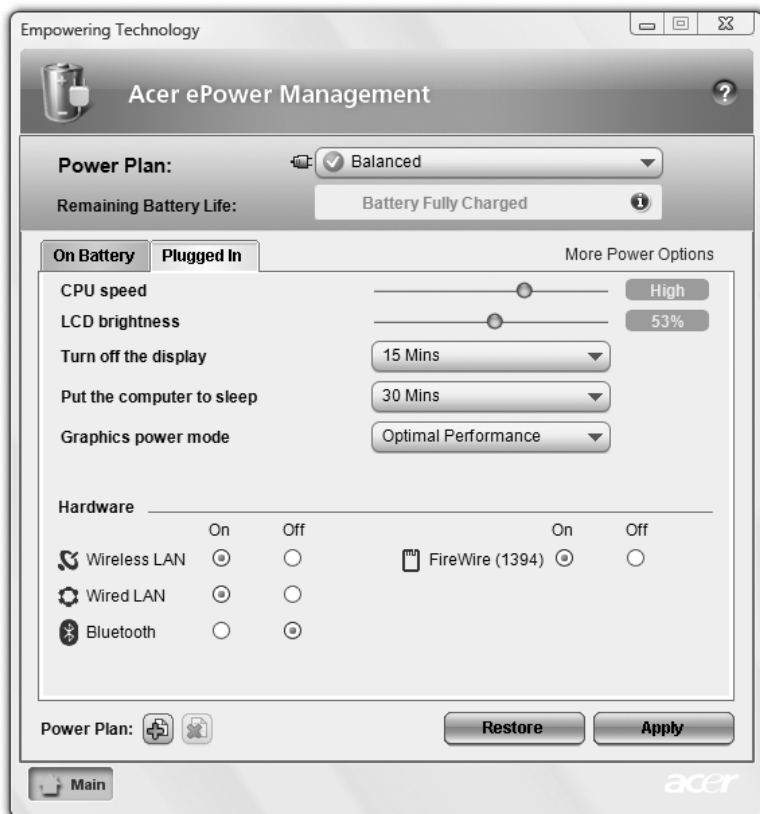 Empowering Technology
Acer ePower Management
?
Power Plan:
Balanced
Remaining Battery Life:
Battery Fully Charged
i
On Battery
Plugged In
More Power Options
CPU speed
High
LCD brightness
53%
Turn off the display
15 Mins
Put the computer to sleep
30 Mins
Graphics power mode
Optimal Performance
Hardware
On Off On Off
Wireless LAN
FireWire (1394)
Wired LAN
Bluetooth
Power Plan:
Restore
Apply
Main
acer